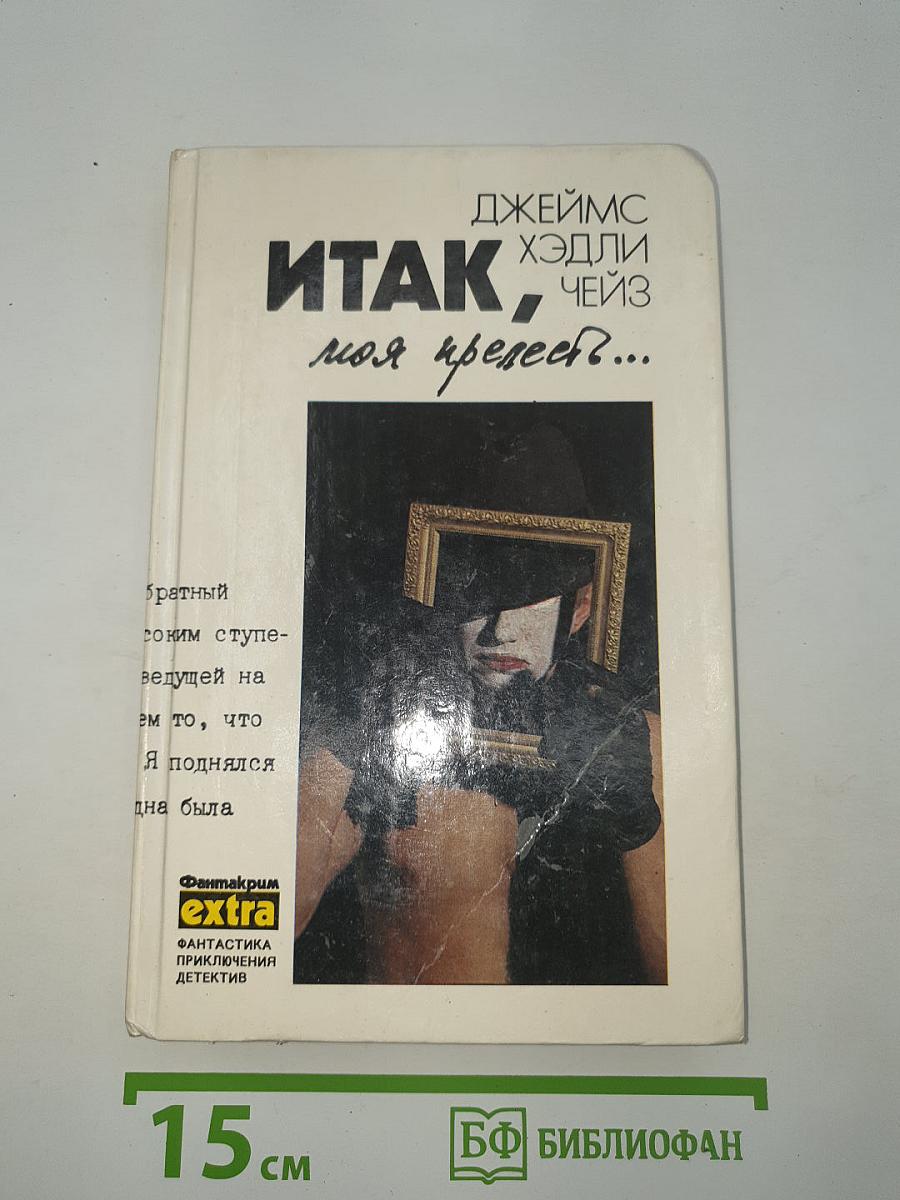 ДЖЕЙМС
ХЭДЛИ
ЧЕЙЗ
ИТАК,
моя прелесть...
братный
соким ступе-
ведущей на
ем то, что
Я поднялся
дна была
Фантакрим
extra
ФАНТАСТИКА
ПРИКЛЮЧЕНИЯ
ДЕТЕКТИВ
15 см
БФ БИБЛИОФАН